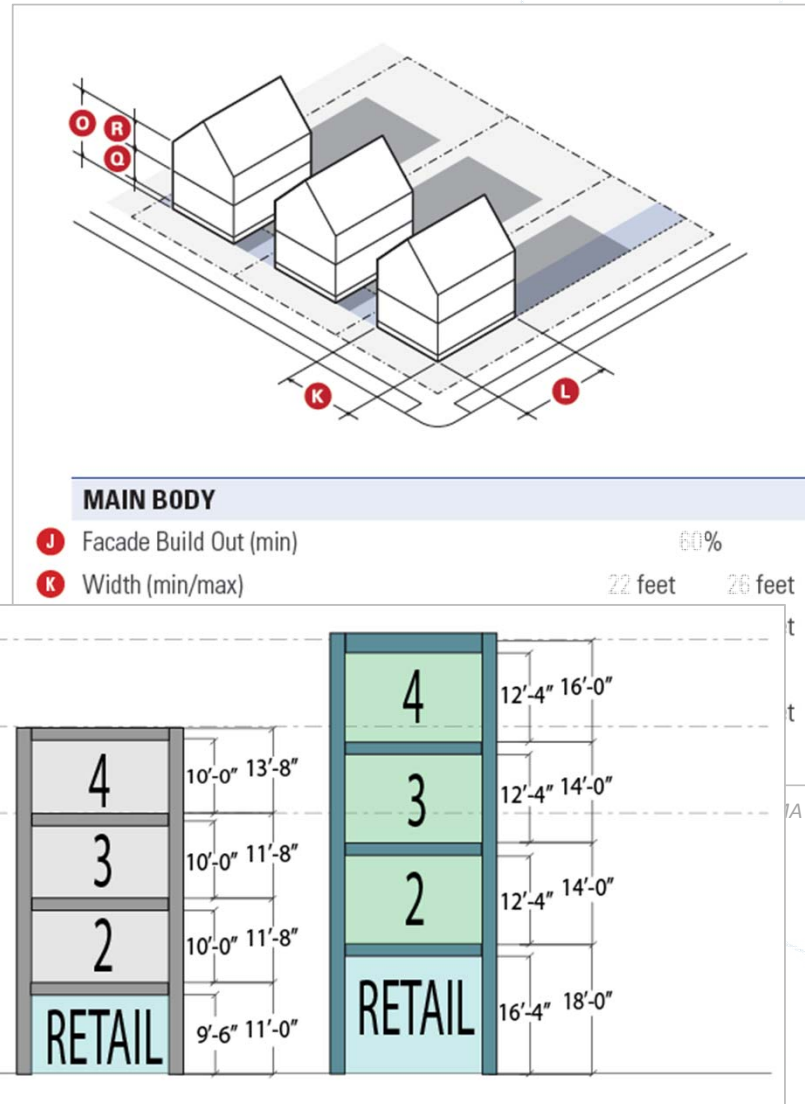 O
R
Q
K
L
MAIN BODY
J Facade Build Out (min) 60%
K Width (min/max) 22 feet 26 feet
t
t
IA
4 10'-0" 13'-8"
3 10'-0" 11'-8"
2 10'-0" 11'-8"
RETAIL 9'-6" 11'-0"
4 12'-4" 16'-0"
3 12'-4" 14'-0"
2 12'-4" 14'-0"
RETAIL 16'-4" 18'-0"